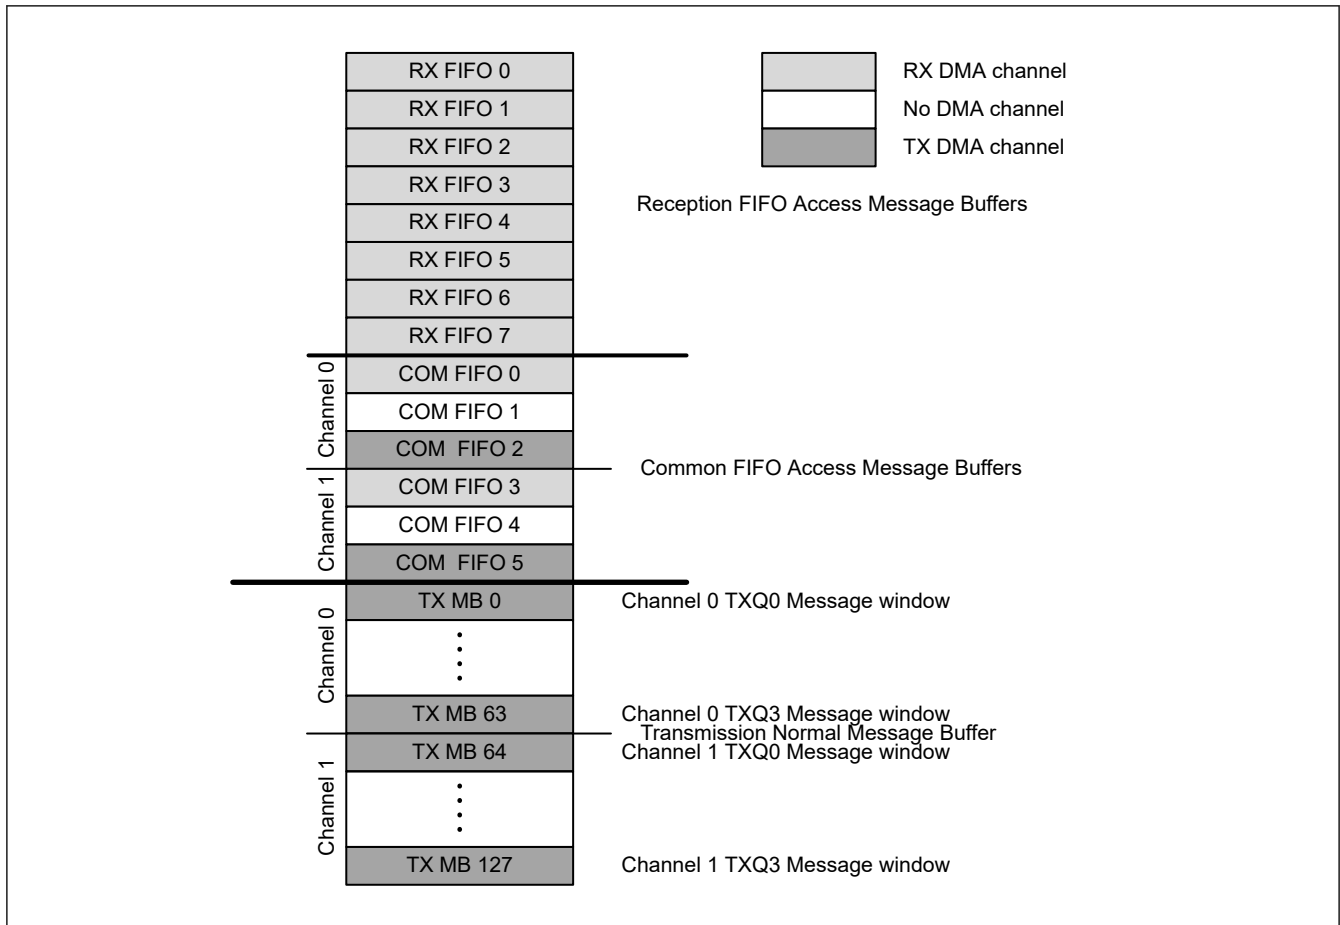 RX FIFO 0
RX FIFO 1
RX FIFO 2
RX FIFO 3
RX FIFO 4
RX FIFO 5
RX FIFO 6
RX FIFO 7
RX DMA channel
No DMA channel
TX DMA channel
Reception FIFO Access Message Buffers
Channel 0
COM FIFO 0
COM FIFO 1
COM FIFO 2
Common FIFO Access Message Buffers
Channel 1
COM FIFO 3
COM FIFO 4
COM FIFO 5
Channel 0
TX MB 0
Channel 0 TXQ0 Message window
TX MB 63
Channel 0 TXQ3 Message window
Transmission Normal Message Buffer
Channel 1
TX MB 64
Channel 1 TXQ0 Message window
TX MB 127
Channel 1 TXQ3 Message window